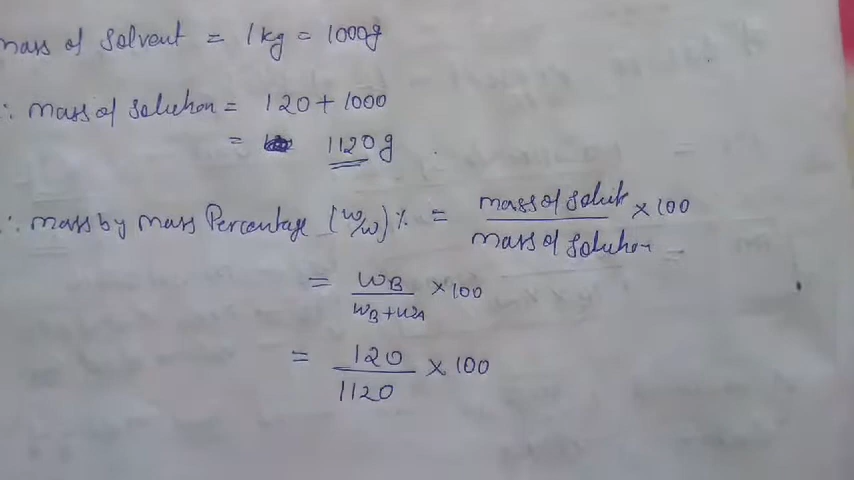 mass of solvent = 1 kg = 1000g
∴ mass of solution = 120 + 1000
= 1120g
∴ mass by mass Percentage (w/w) % = mass of solute / mass of solution × 100
= WB / WB + WA × 100
= 120 / 1120 × 100